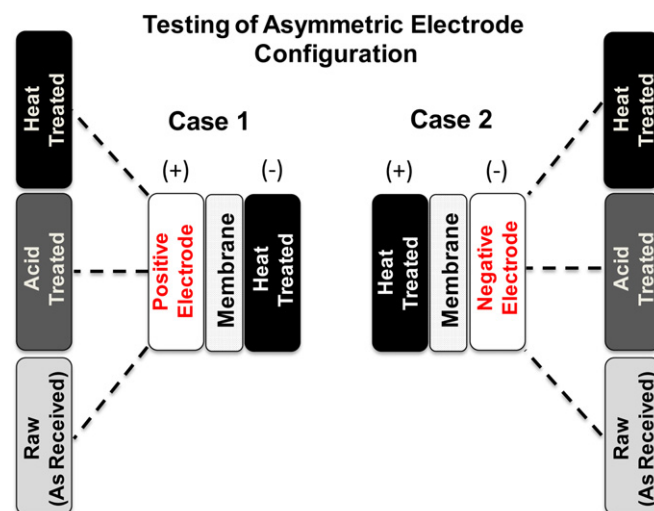 Testing of Asymmetric Electrode
Configuration
Heat
Treated
Acid
Treated
Raw
(As Received)
Case 1
(+)
(-)
Positive
Electrode
Membrane
Heat
Treated
Case 2
(+)
(-)
Heat
Treated
Membrane
Negative
Electrode
Heat
Treated
Acid
Treated
Raw
(As Received)